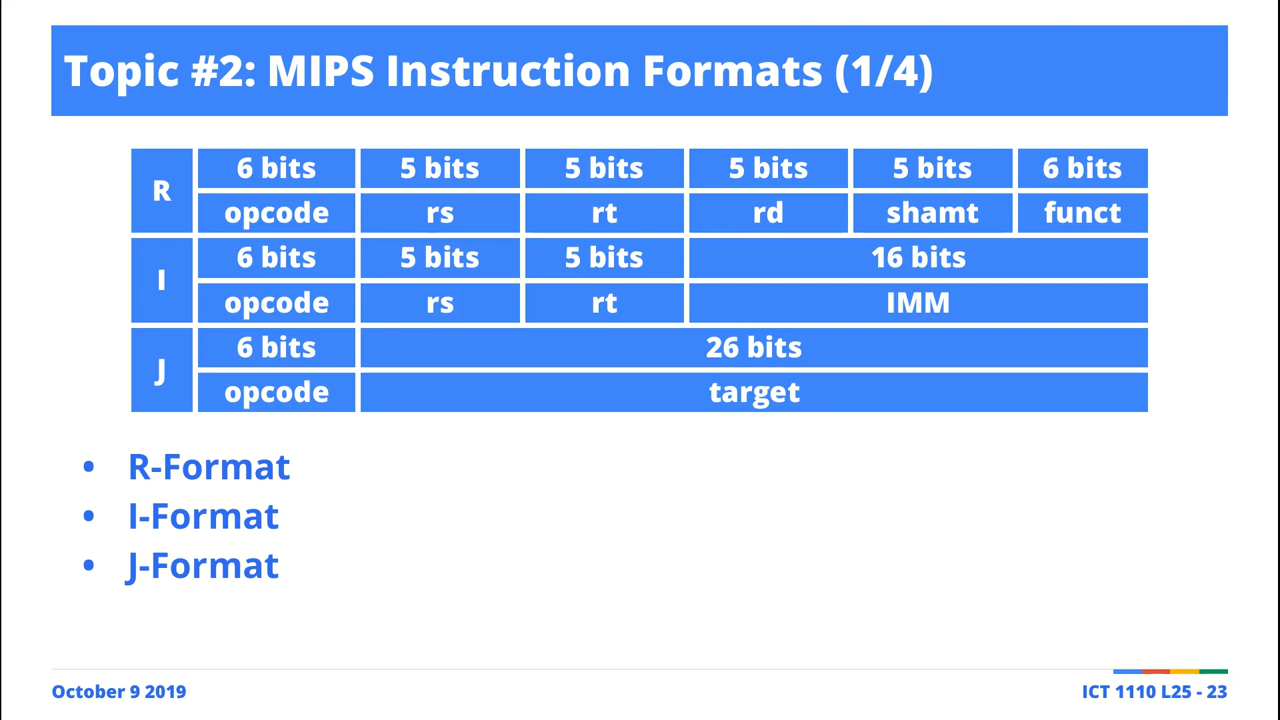 Topic #2: MIPS Instruction Formats (1/4)
R
6 bits 5 bits 5 bits 5 bits 5 bits 6 bits
opcode rs rt rd shamt funct
I
6 bits 5 bits 5 bits 16 bits
opcode rs rt IMM
J
6 bits 26 bits
opcode target
• R-Format
• I-Format
• J-Format
October 9 2019
ICT 1110 L25 - 23